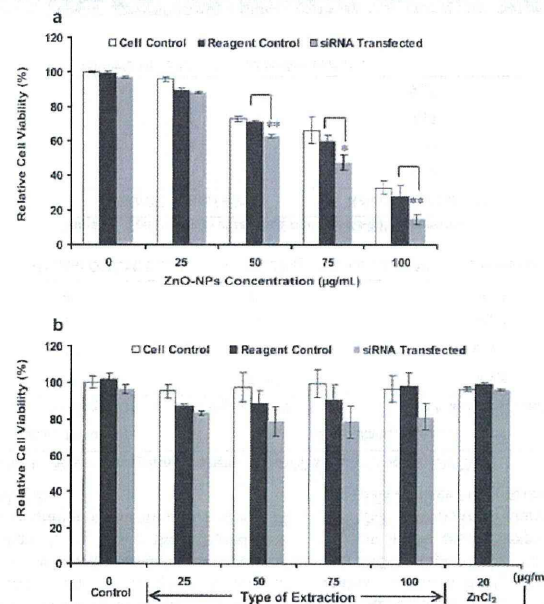 a
120
Cell Control Reagent Control siRNA Transfected
100
80
60
40
20
0
Relative Cell Viability (%)
**
*
**
0 25 50 75 100
ZnO-NPs Concentration (µg/mL)
b
120
Cell Control Reagent Control siRNA Transfected
100
80
60
40
20
0
Relative Cell Viability (%)
0 25 50 75 100 20
Control Type of Extraction ZnCl₂